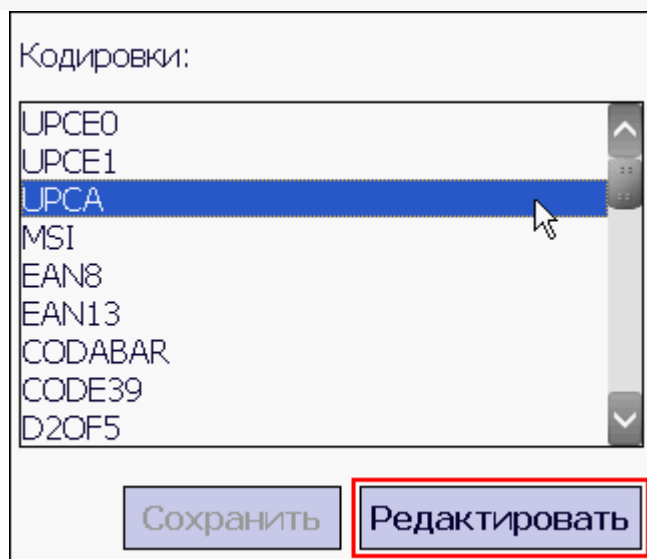 Кодировки:
UPCE0
UPCE1
UPCA
MSI
EAN8
EAN13
CODABAR
CODE39
D2OF5
Сохранить Редактировать